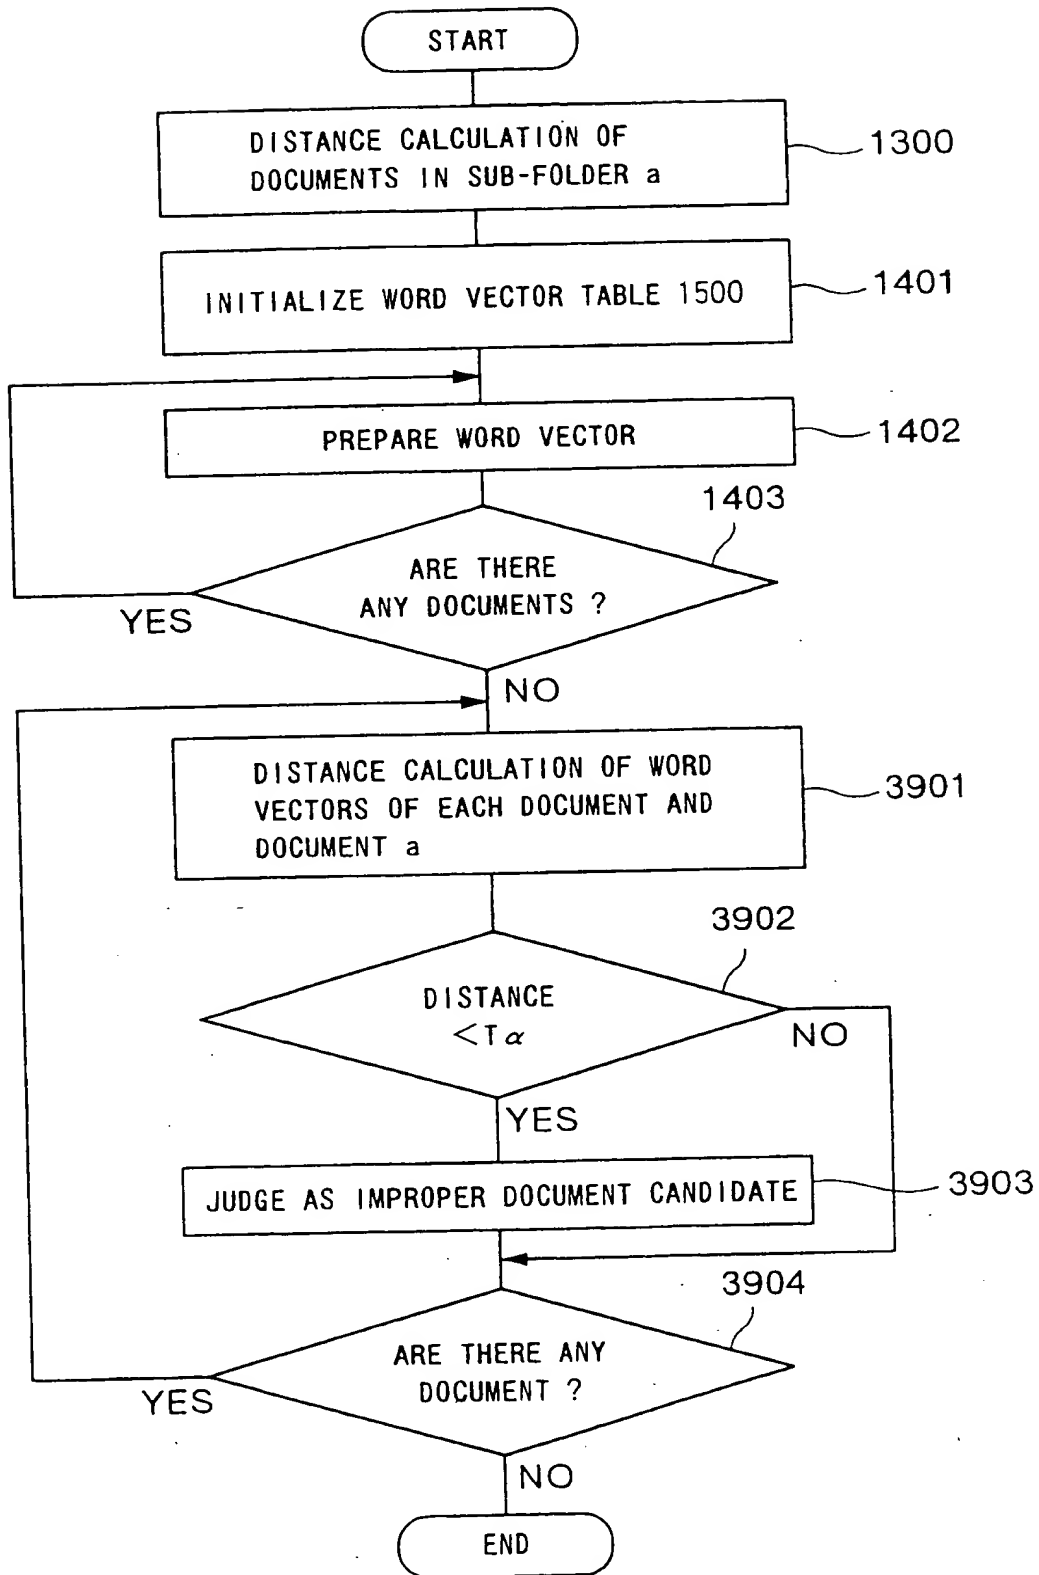 START
DISTANCE CALCULATION OF
DOCUMENTS IN SUB-FOLDER a
1300
INITIALIZE WORD VECTOR TABLE 1500
1401
PREPARE WORD VECTOR
1402
1403
ARE THERE
ANY DOCUMENTS ?
YES
NO
DISTANCE CALCULATION OF WORD
VECTORS OF EACH DOCUMENT AND
DOCUMENT a
3901
3902
DISTANCE
<Tα
NO
YES
JUDGE AS IMPROPER DOCUMENT CANDIDATE
3903
3904
ARE THERE ANY
DOCUMENT ?
YES
NO
END